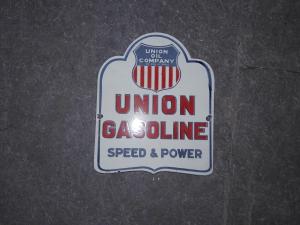 UNION
OIL
COMPANY
UNION
GASOLINE
SPEED & POWER